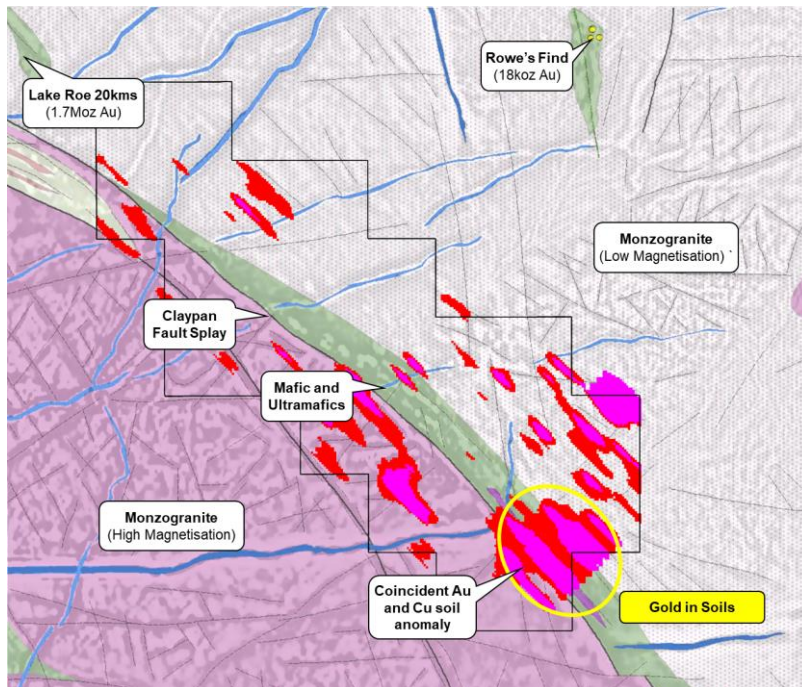 Rowe's Find
(18koz Au)
Lake Roe 20kms
(1.7Moz Au)
Monzogranite
(Low Magnetisation)
Claypan
Fault Splay
Mafic and
Ultramafics
Monzogranite
(High Magnetisation)
Coincident Au
and Cu soil
anomaly
Gold in Soils